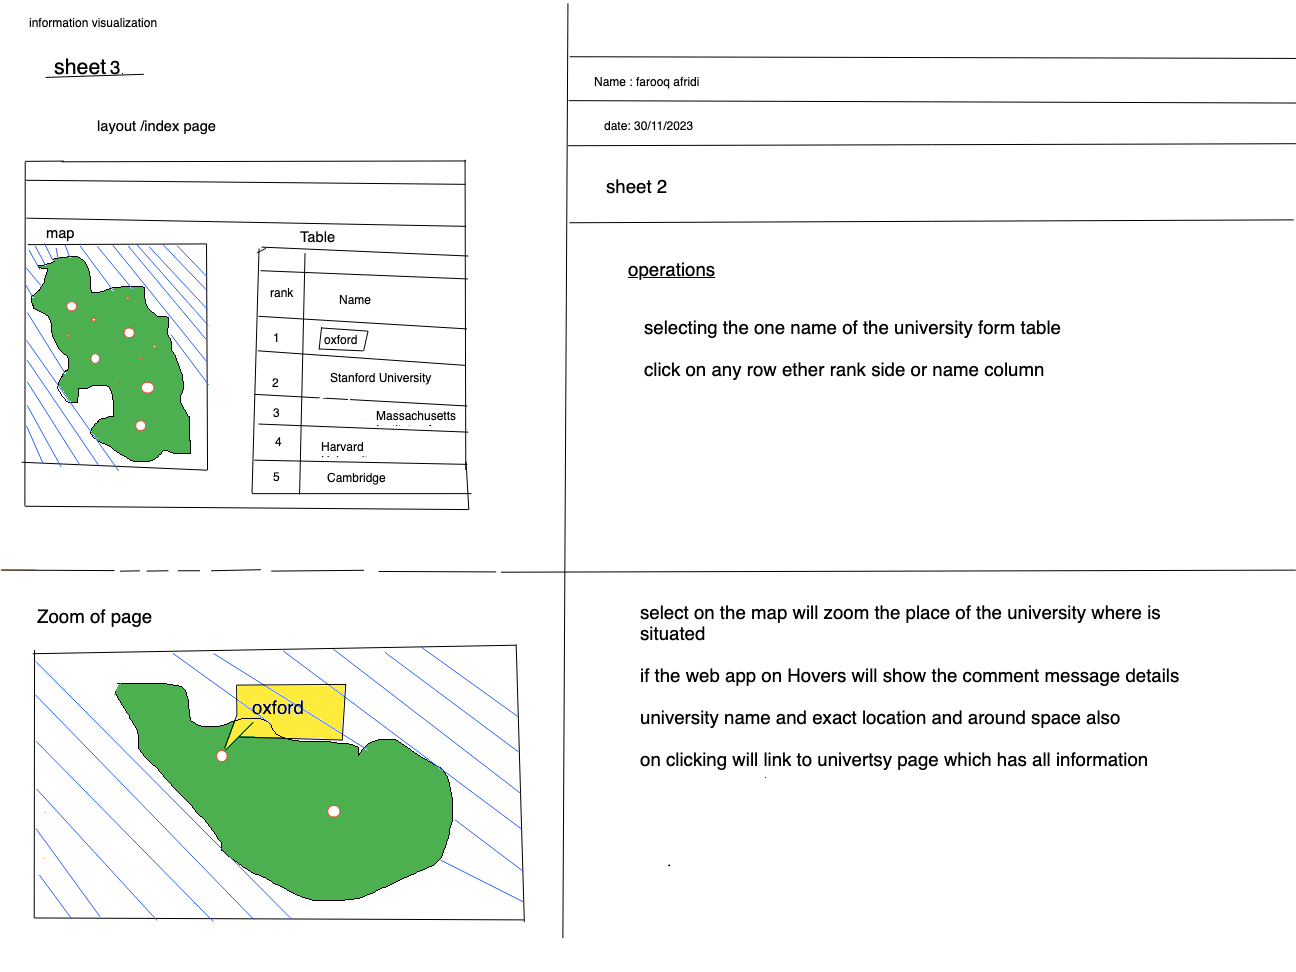 information visualization
sheet 3
layout /index page
map
Table
rank
Name
1
oxford
2
Stanford University
3
Massachusetts
4
Harvard
5
Cambridge
Name : farooq afridi
date: 30/11/2023
sheet 2
operations
selecting the one name of the university form table
click on any row ether rank side or name column
Zoom of page
oxford
select on the map will zoom the place of the university where is
situated
if the web app on Hovers will show the comment message details
university name and exact location and around space also
on clicking will link to univertsy page which has all information